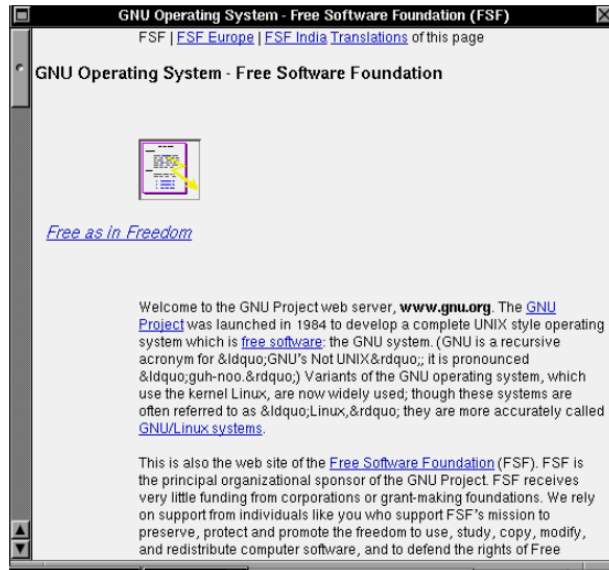 GNU Operating System - Free Software Foundation (FSF)
FSF | FSF Europe | FSF India Translations of this page
GNU Operating System - Free Software Foundation
Free as in Freedom
Welcome to the GNU Project web server, www.gnu.org. The GNU
Project was launched in 1984 to develop a complete UNIX style operating
system which is free software: the GNU system. (GNU is a recursive
acronym for &ldquo;GNU's Not UNIX&rdquo;; it is pronounced
&ldquo;guh-noo.&rdquo;) Variants of the GNU operating system, which
use the kernel Linux, are now widely used; though these systems are
often referred to as &ldquo;Linux,&rdquo; they are more accurately called
GNU/Linux systems.
This is also the web site of the Free Software Foundation (FSF). FSF is
the principal organizational sponsor of the GNU Project. FSF receives
very little funding from corporations or grant-making foundations. We rely
on support from individuals like you who support FSF's mission to
preserve, protect and promote the freedom to use, study, copy, modify,
and redistribute computer software, and to defend the rights of Free